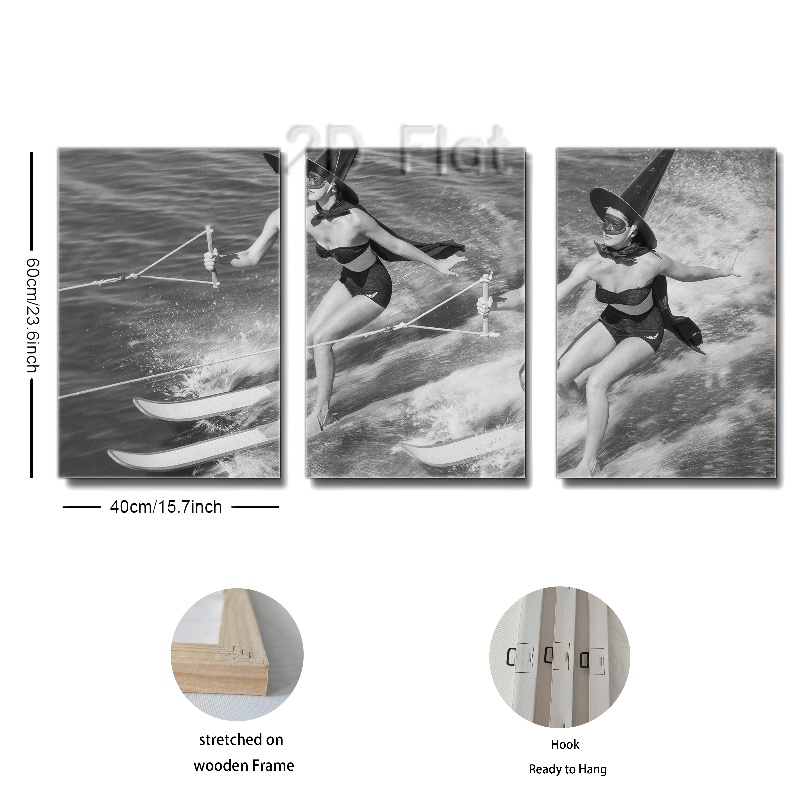 2D Flat
60cm/23.6inch
40cm/15.7inch
stretched on
wooden Frame
Hook
Ready to Hang